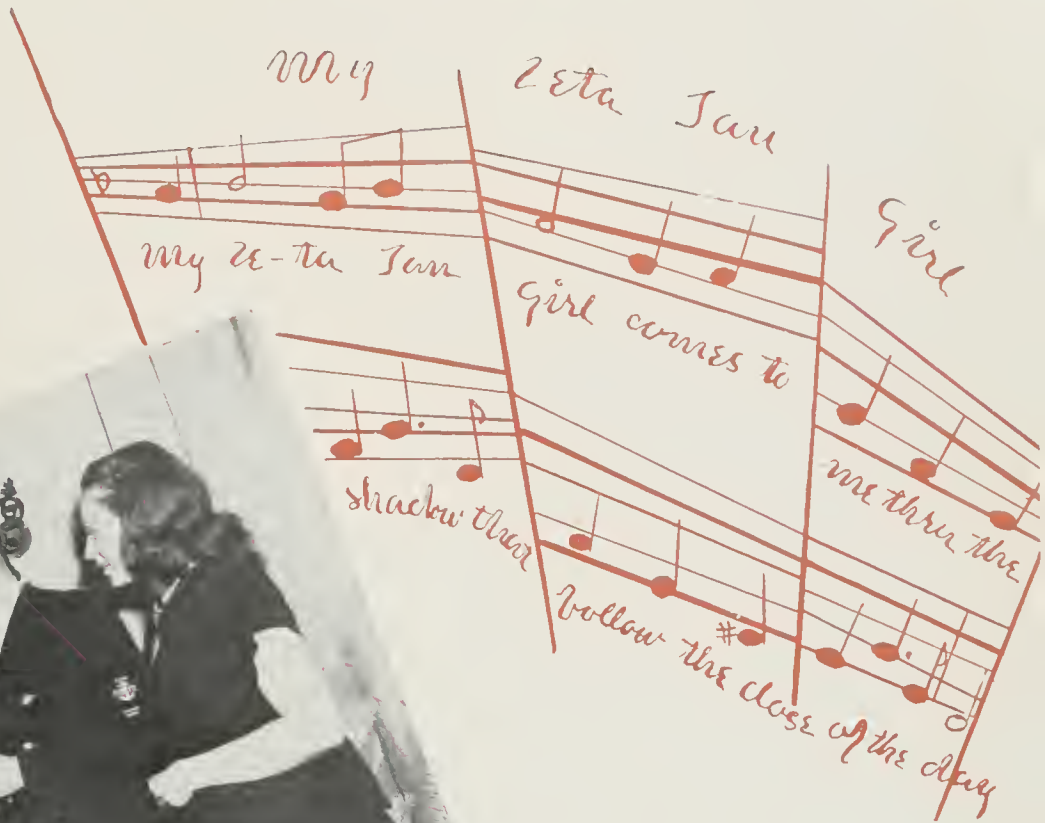 My
Zeta Tau
Girl
My Ze-ta Tau
Girl comes to
me thru the
shadow that
follow the close of the day